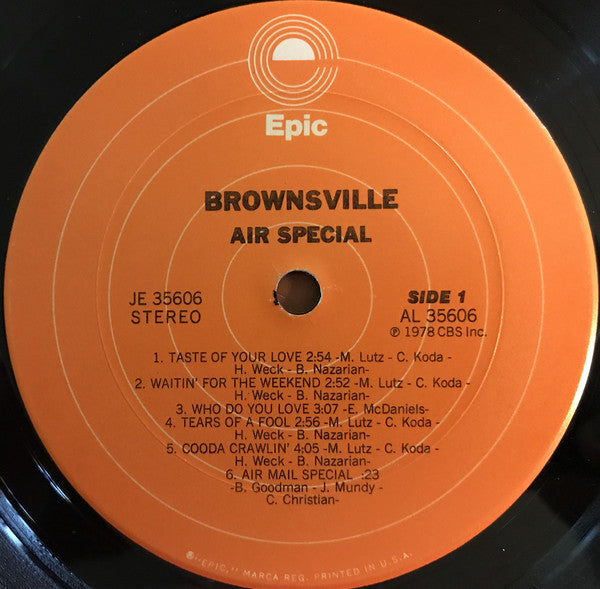 Epic
BROWNSVILLE
AIR SPECIAL
JE 35606
STEREO
SIDE 1
AL 35606
℗ 1978 CBS Inc.
1. TASTE OF YOUR LOVE 2:54 -M. Lutz - C. Koda -
H. Weck - B. Nazarian-
2. WAITIN' FOR THE WEEKEND 2:52 -M. Lutz - C. Koda -
H. Weck - B. Nazarian-
3. WHO DO YOU LOVE 3:07 -E. McDaniels-
4. TEARS OF A FOOL 2:56 -M. Lutz - C. Koda -
H. Weck - B. Nazarian-
5. COODA CRAWLIN' 4:05 -M. Lutz - C. Koda -
H. Weck - B. Nazarian-
6. AIR MAIL SPECIAL :23
-B. Goodman - J. Mundy -
C. Christian-
®"EPIC," MARCA REG. PRINTED IN U.S.A.